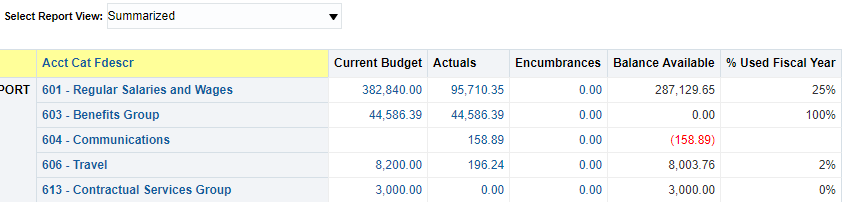 Select Report View: Summarized
Acct Cat Fdescr Current Budget Actuals Encumbrances Balance Available % Used Fiscal Year
PORT 601 - Regular Salaries and Wages 382,840.00 95,710.35 0.00 287,129.65 25%
603 - Benefits Group 44,586.39 44,586.39 0.00 0.00 100%
604 - Communications 158.89 0.00 (158.89)
606 - Travel 8,200.00 196.24 0.00 8,003.76 2%
613 - Contractual Services Group 3,000.00 0.00 0.00 3,000.00 0%